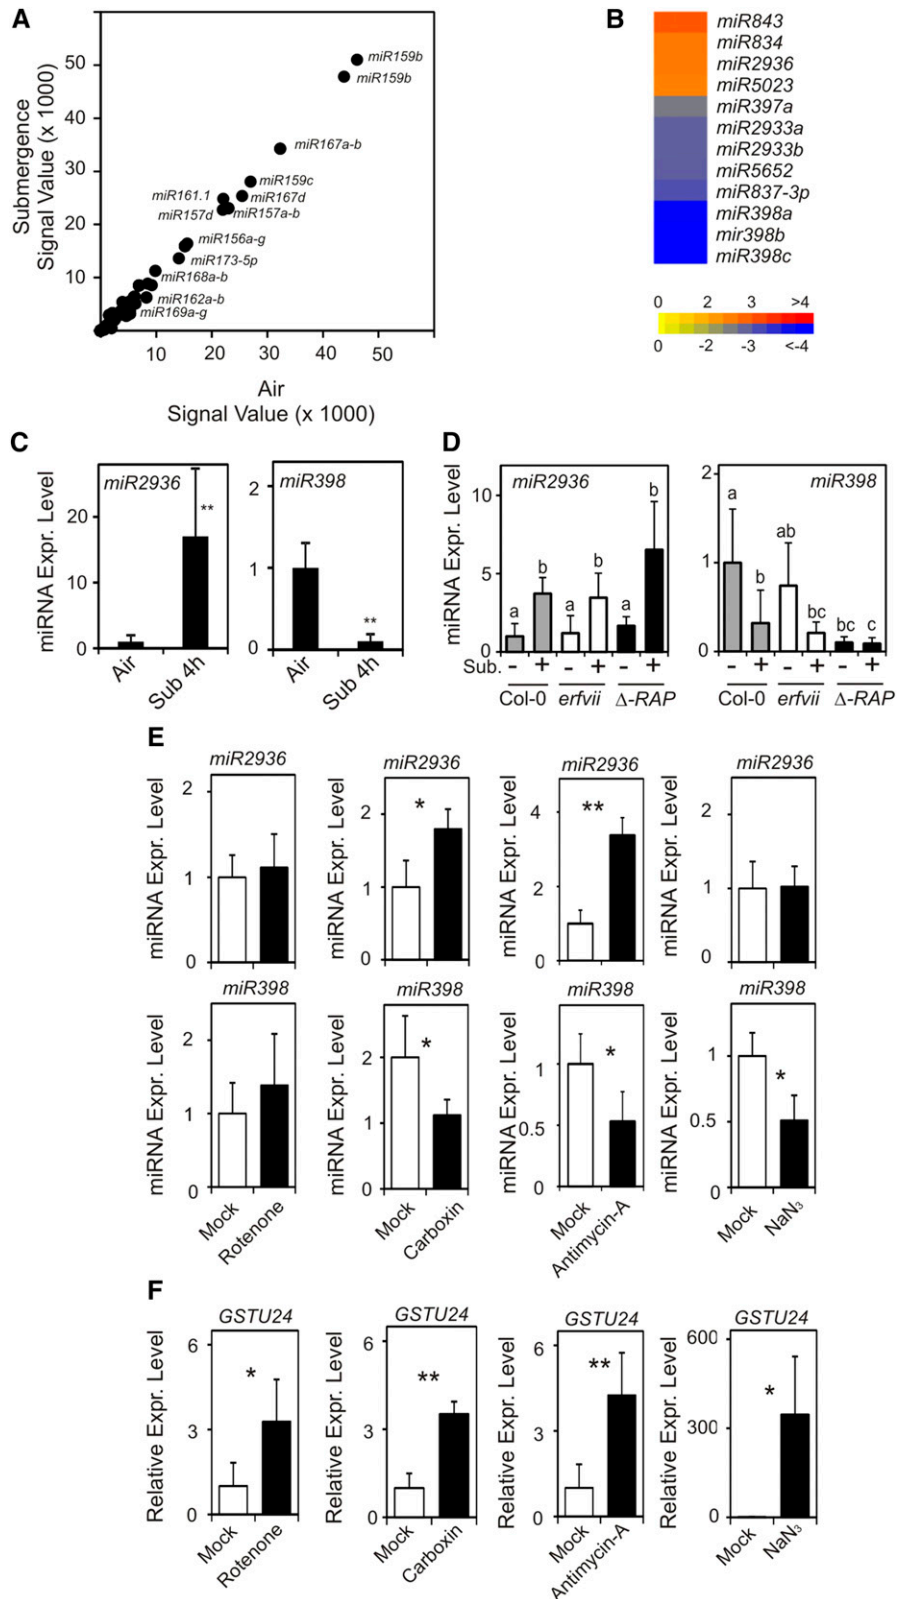 A
Submergence
Signal Value (x 1000)
50
40
30
20
10
miR159b
miR159b
miR167a-b
miR159c
miR161.1
miR167d
miR157d
miR157a-b
miR156a-g
miR173-5p
miR168a-b
miR162a-b
miR169a-g
10
20
30
40
50
Air
Signal Value (x 1000)
B
miR843
miR834
miR2936
miR5023
miR397a
miR2933a
miR2933b
miR5652
miR837-3p
miR398a
mir398b
miR398c
0 2 3 >4
0 -2 -3 <-4
C
miRNA Expr. Level
miR2936
20
10
0
**
Air
Sub 4h
miR398
2
1
0
**
Air
Sub 4h
D
miRNA Expr. Level
miR2936
10
5
0
a b a b a b
Sub. - + - + - +
Col-0 erfvii Δ-RAP
miR398
2
1
0
a b ab bc bc c
- + - + - +
Col-0 erfvii Δ-RAP
E
miR2936
miRNA Expr. Level
2
1
0
miR2936
miRNA Expr. Level
2
1
0
*
miR2936
miRNA Expr. Level
4
2
0
**
miR2936
miRNA Expr. Level
2
1
0
miR398
miRNA Expr. Level
2
1
0
Mock
Rotenone
miR398
miRNA Expr. Level
2
1
0
*
Mock
Carboxin
miR398
miRNA Expr. Level
1
0.5
0
*
Mock
Antimycin-A
miR398
miRNA Expr. Level
1
0.5
0
*
Mock
NaN₃
F
GSTU24
Relative Expr. Level
6
3
0
*
Mock
Rotenone
GSTU24
Relative Expr. Level
6
3
0
**
Mock
Carboxin
GSTU24
Relative Expr. Level
6
3
0
**
Mock
Antimycin-A
GSTU24
Relative Expr. Level
600
300
0
*
Mock
NaN₃